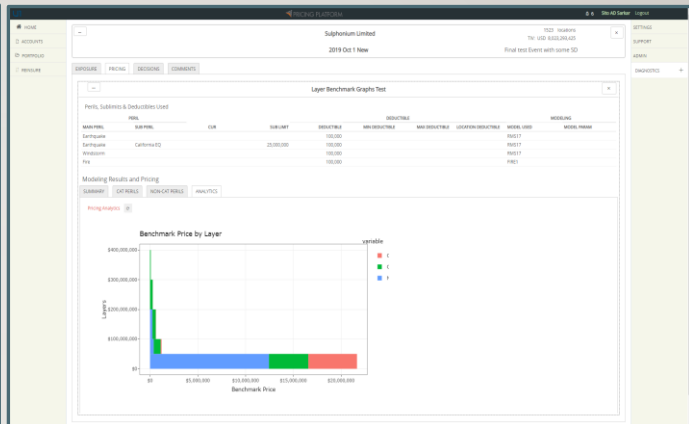 PRICING PLATFORM
Logout
HOME
ACCOUNTS
PORTFOLIO
PRESSURE
SETTINGS
SUPPORT
ADMIN
DIAGNOSTICS +
Sulphonium Limited
2019 Oct 1 New
Final test Event with some SD
EXPOSURE PRICING DECISIONS COMMENTS
Layer Benchmark Graphs Test
Perils, Sublimits & Deductibles Used
PERIL DEDUCTIBLE MODELING
MAIN PERIL SUB PERIL CUR SUB LIMIT DEDUCTIBLE MIN DEDUCTIBLE MAX DEDUCTIBLE LOCATION DEDUCTIBLE MODEL USED MODEL PARAM
Earthquake 100,000 RMS17
Earthquake California EQ 20,000,000 100,000 RMS17
Windstorm 100,000 RMS17
Fire 100,000 FIRE1
Modeling Results and Pricing
SUMMARY CAT PERILS NON-CAT PERILS ANALYTICS
Pricing Analytics
Benchmark Price by Layer
variable
$400,000,000
$300,000,000
$200,000,000
$100,000,000
$0
Layers
$0 $5,000,000 $10,000,000 $15,000,000 $20,000,000
Benchmark Price